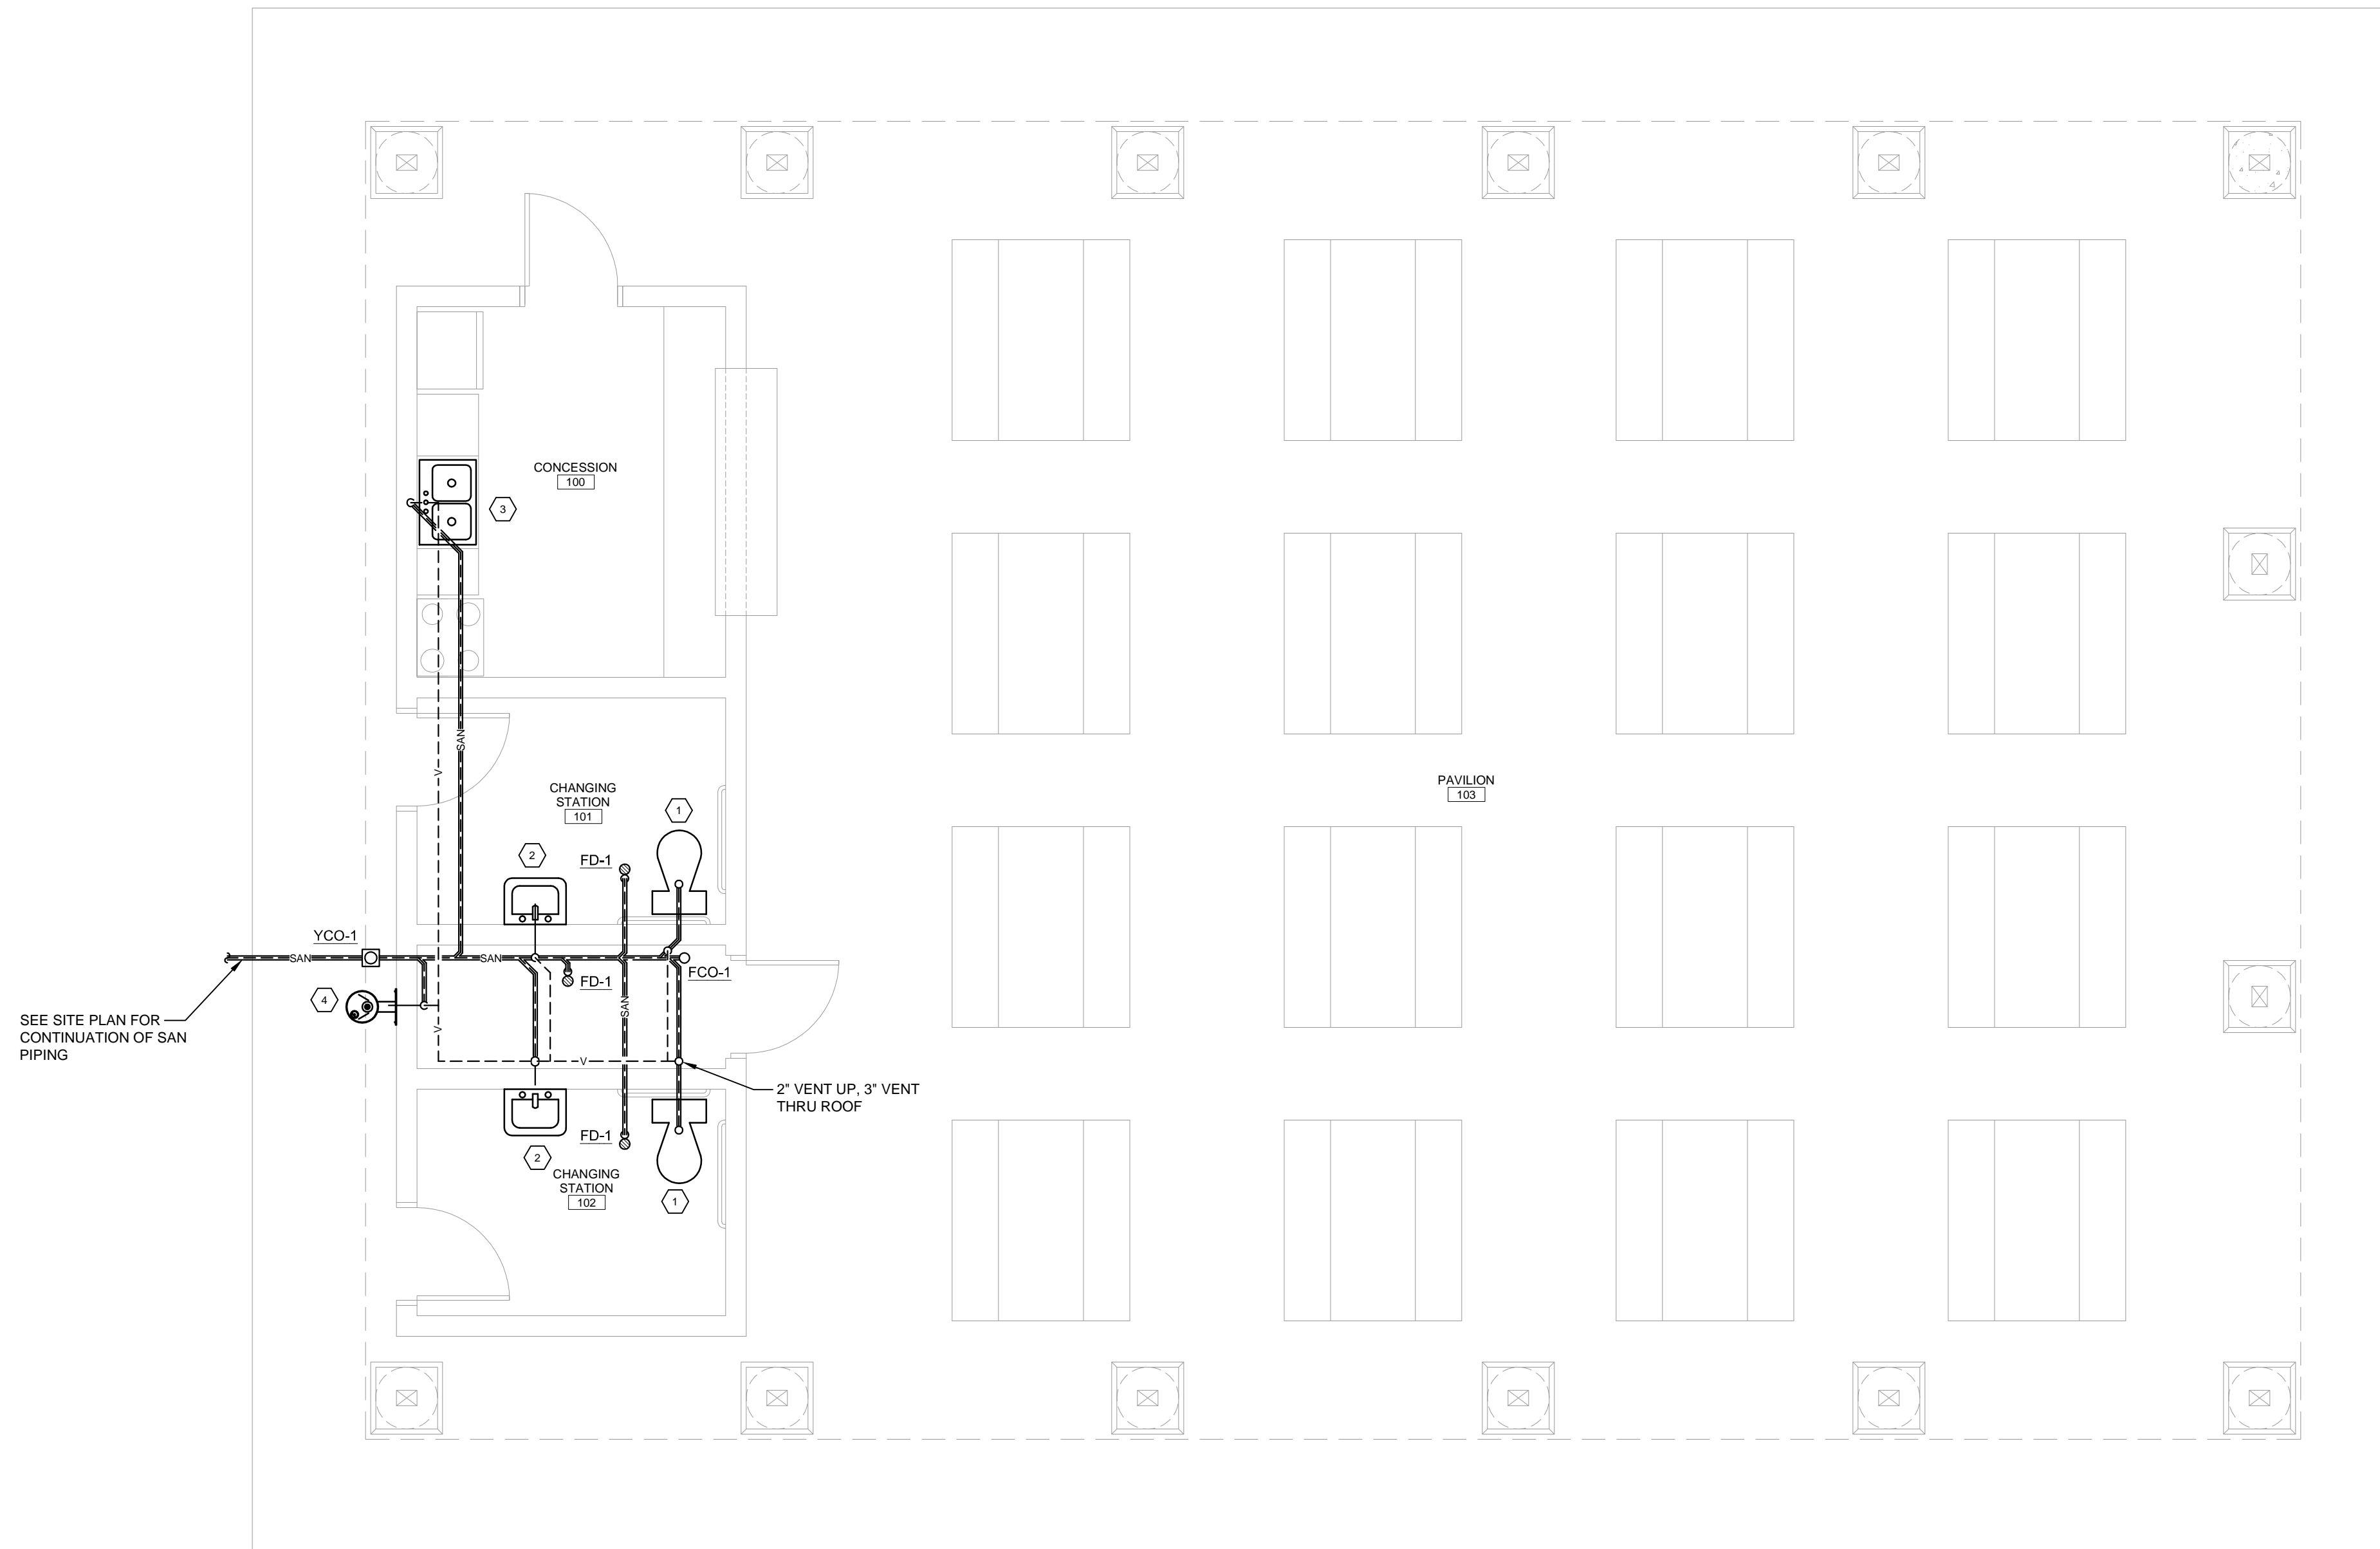 CONCESSION
100
3
SAN
V
CHANGING
STATION
101
1
2
FD-1
YCO-1
SAN
SAN
FD-1
FCO-1
4
SAN
SEE SITE PLAN FOR
CONTINUATION OF SAN
PIPING
V
V
2" VENT UP, 3" VENT
THRU ROOF
FD-1
2
CHANGING
STATION
102
1
PAVILION
103